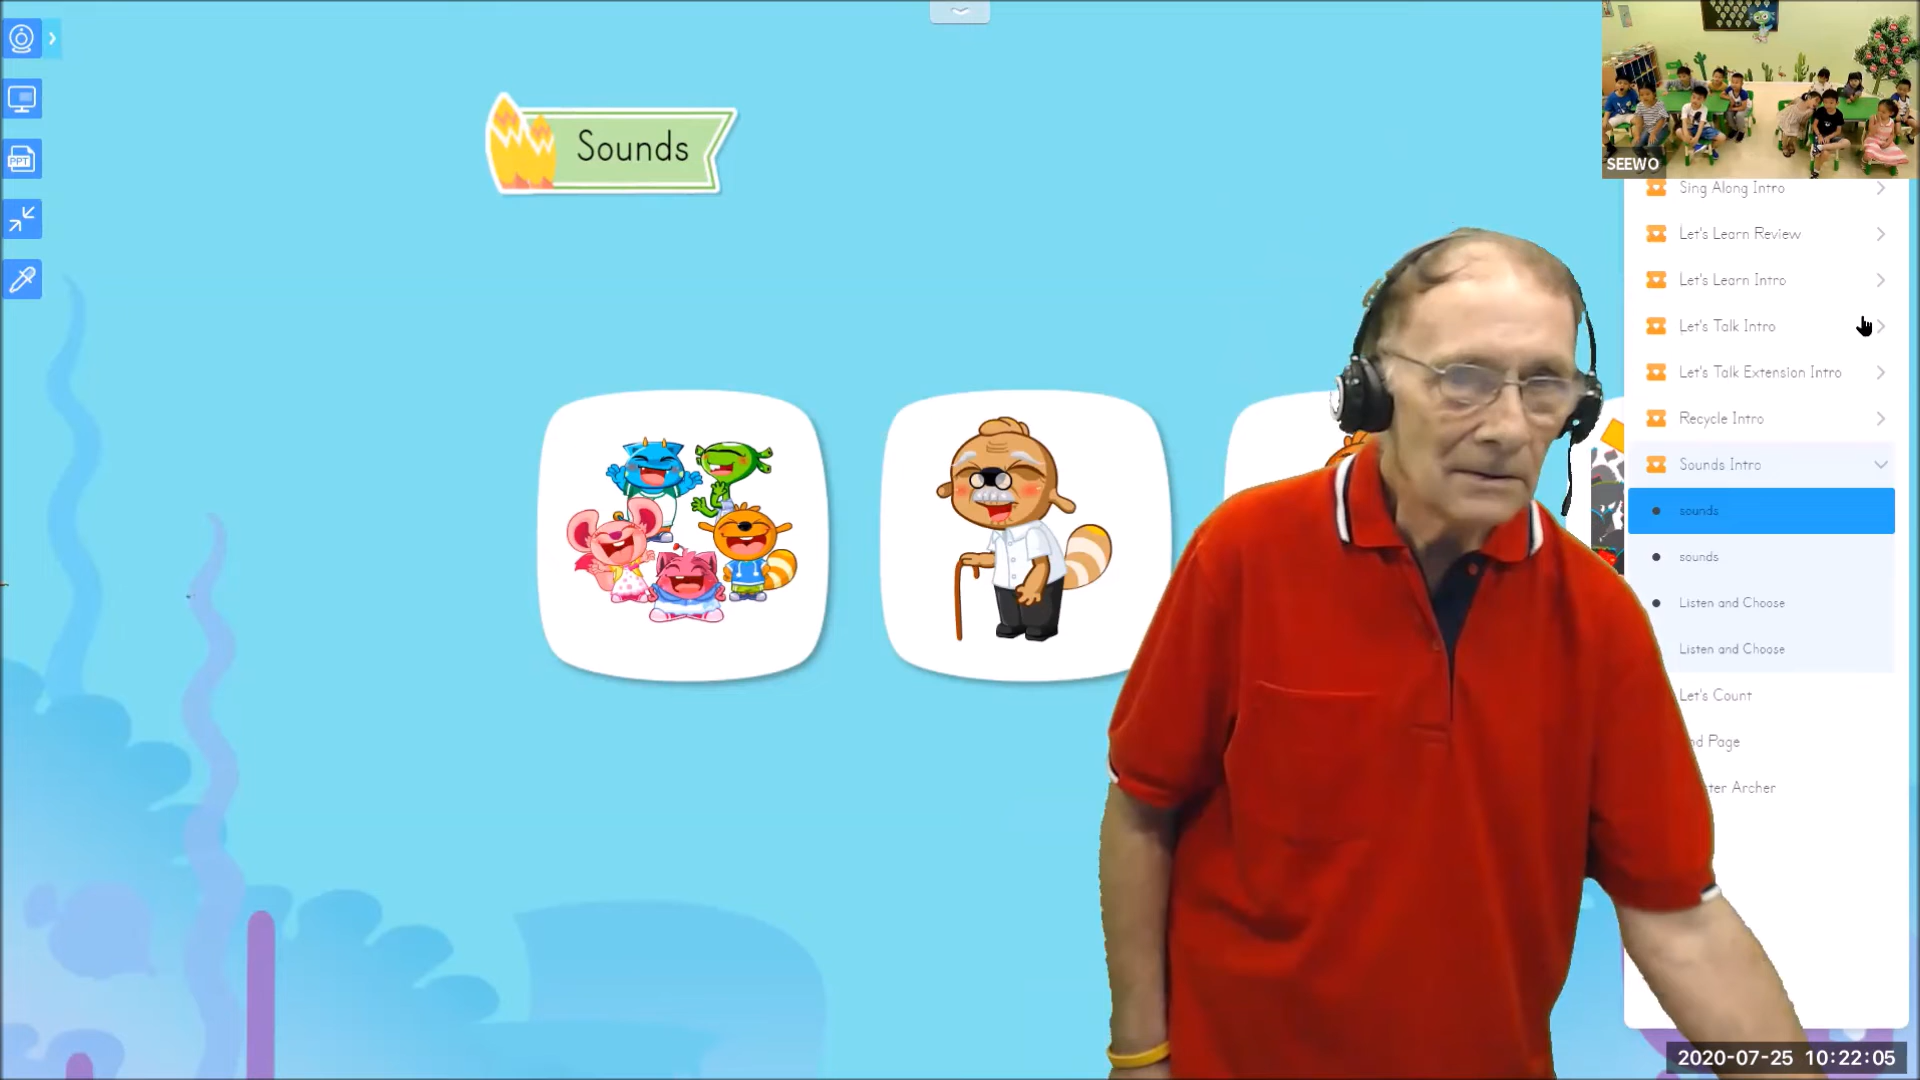 PPT
Sounds
SEEWO
Sing Along Intro
Let's Learn Review
Let's Learn Intro
Let's Talk Intro
Let's Talk Extension Intro
Recycle Intro
Sounds Intro
sounds
sounds
Listen and Choose
Listen and Choose
Let's Count
Page
Archer
2020-07-25 10:22:05